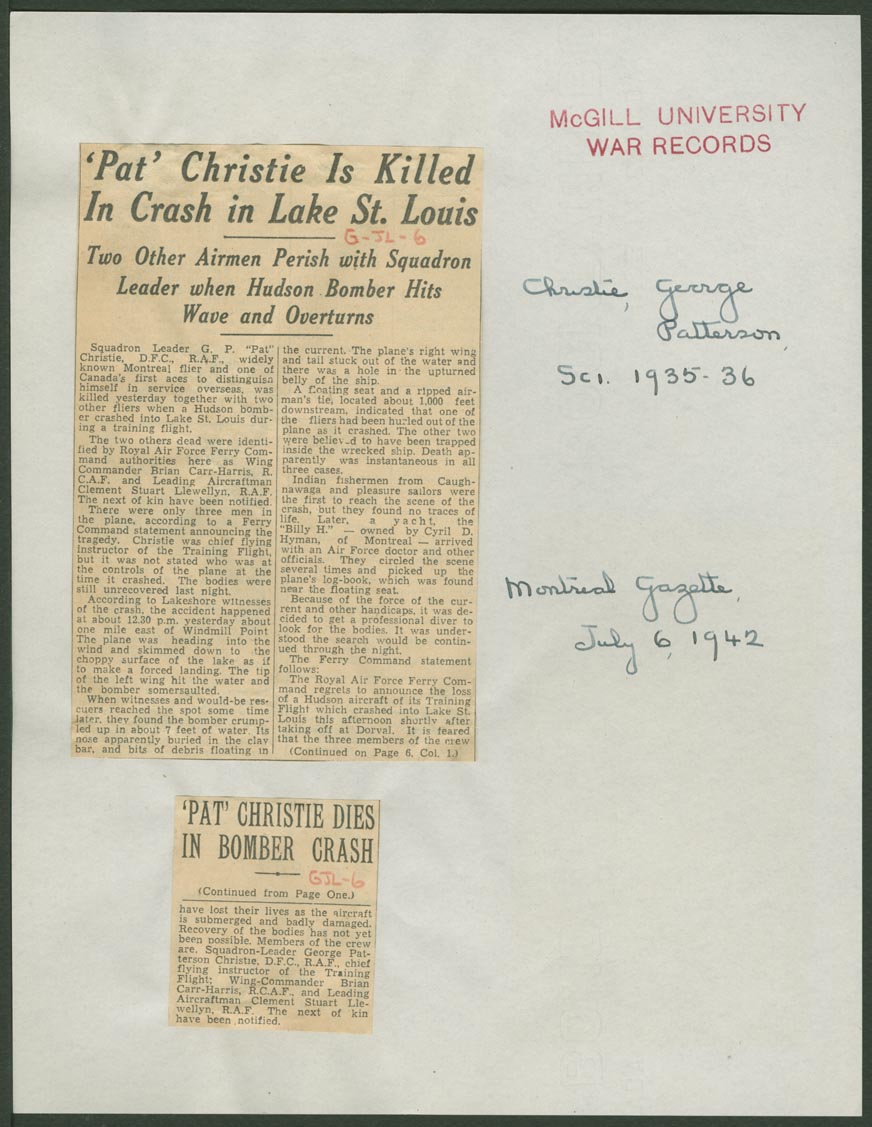 McGILL UNIVERSITY
WAR RECORDS
'Pat' Christie Is Killed
In Crash in Lake St. Louis
G-JL-6
Two Other Airmen Perish with Squadron
Leader when Hudson Bomber Hits
Wave and Overturns
Squadron Leader G. P. "Pat"
Christie, D.F.C., R.A.F., widely
known Montreal flier and one of
Canada's first aces to distinguish
himself in service overseas, was
killed yesterday together with two
other fliers when a Hudson bomb-
er crashed into Lake St. Louis dur-
ing a training flight.
The two others dead were identi-
fied by Royal Air Force Ferry Com-
mand authorities here as Wing
Commander Brian Carr-Harris, R.
C.A.F. and Leading Aircraftman
Clement Stuart Llewellyn, R.A.F.
The next of kin have been notified.
There were only three men in
the plane, according to a Ferry
Command statement announcing the
tragedy. Christie was chief flying
instructor of the Training Flight,
but it was not stated who was at
the controls of the plane at the
time it crashed. The bodies were
still unrecovered last night.
According to Lakeshore witnesses
of the crash, the accident happened
at about 12.30 p.m. yesterday about
one mile east of Windmill Point
The plane was heading into the
wind and skimmed down to the
choppy surface of the lake as if
to make a forced landing. The tip
of the left wing hit the water and
the bomber somersaulted.
When witnesses and would-be res-
cuers reached the spot some time
later, they found the bomber crump-
led up in about 7 feet of water. Its
nose apparently buried in the clay
bar, and bits of debris floating in
the current. The plane's right wing
and tail stuck out of the water and
there was a hole in the upturned
belly of the ship.
A floating seat and a ripped air-
man's tie, located about 1,000 feet
downstream, indicated that one of
the fliers had been hurled out of the
plane as it crashed. The other two
were believed to have been trapped
inside the wrecked ship. Death ap-
parently was instantaneous in all
three cases.
Indian fishermen from Caugh-
nawaga and pleasure sailors were
the first to reach the scene of the
crash, but they found no traces of
life. Later, a yacht, the
"Billy H." — owned by Cyril D.
Hyman, of Montreal — arrived
with an Air Force doctor and other
officials. They circled the scene
several times and picked up the
plane's log-book, which was found
near the floating seat.
Because of the force of the cur-
rent and other handicaps, it was de-
cided to get a professional diver to
look for the bodies. It was under-
stood the search would be contin-
ued through the night.
The Ferry Command statement
follows:
The Royal Air Force Ferry Com-
mand regrets to announce the loss
of a Hudson aircraft of its Training
Flight which crashed into Lake St.
Louis this afternoon shortly after
taking off at Dorval. It is feared
that the three members of the crew
(Continued on Page 6, Col. 1.)
Christie, George
Patterson,
Sci. 1935-36
Montreal Gazette,
July 6, 1942
'PAT' CHRISTIE DIES
IN BOMBER CRASH
GJL-6
(Continued from Page One.)
have lost their lives as the aircraft
is submerged and badly damaged.
Recovery of the bodies has not yet
been possible. Members of the crew
are, Squadron-Leader George Pat-
terson Christie, D.F.C., R.A.F., chief
flying instructor of the Training
Flight; Wing-Commander Brian
Carr-Harris, R.C.A.F., and Leading
Aircraftman Clement Stuart Lle-
wellyn, R.A.F. The next of kin
have been notified.